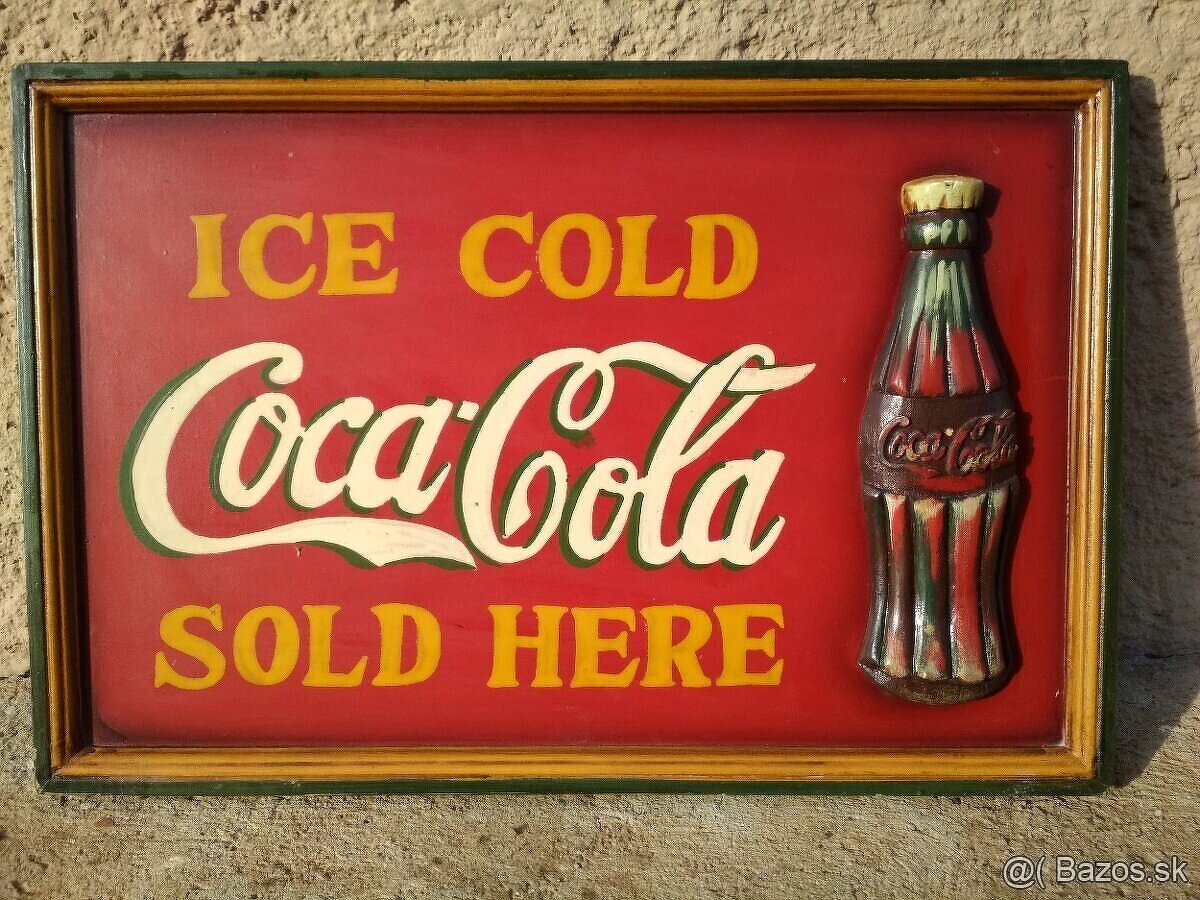 ICE COLD
Coca-Cola
SOLD HERE
Coca-Cola
@( Bazos.sk